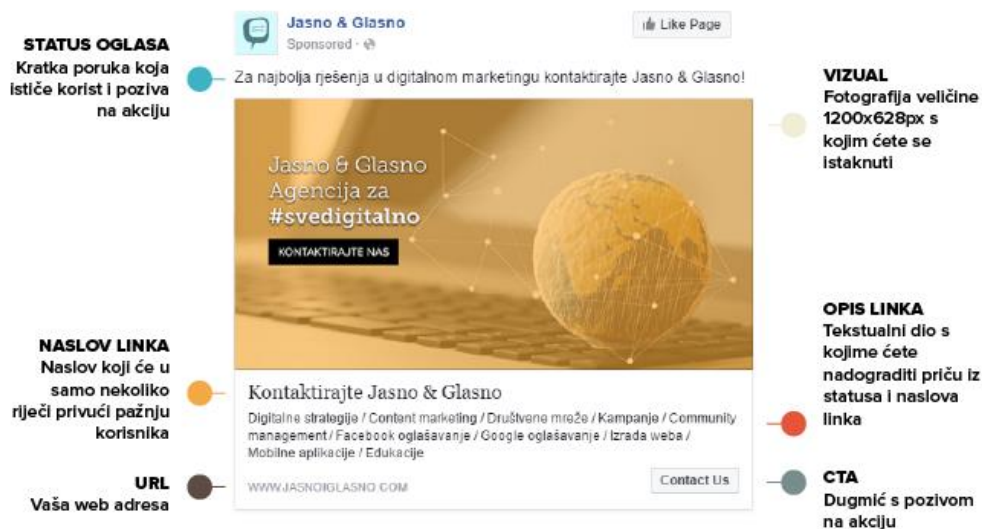 STATUS OGLASA
Kratka poruka koja
ističe korist i poziva
na akciju
Jasno & Glasno
Sponsored ·
Like Page
Za najbolja rješenja u digitalnom marketingu kontaktirajte Jasno & Glasno!
VIZUAL
Fotografija veličine
1200x628px s
kojim ćete se
istaknuti
Jasno & Glasno
Agencija za
#svedigitalno
KONTAKTIRAJTE NAS
NASLOV LINKA
Naslov koji će u
samo nekoliko
riječi privući pažnju
korisnika
Kontaktirajte Jasno & Glasno
Digitalne strategije / Content marketing / Društvene mreže / Kampanje / Community
management / Facebook oglašavanje / Google oglašavanje / Izrada weba /
Mobilne aplikacije / Edukacije
OPIS LINKA
Tekstualni dio s
kojime ćete
nadograditi priču iz
statusa i naslova
linka
URL
Vaša web adresa
WWW.JASNOIGLASNO.COM
Contact Us
CTA
Dugmić s pozivom
na akciju